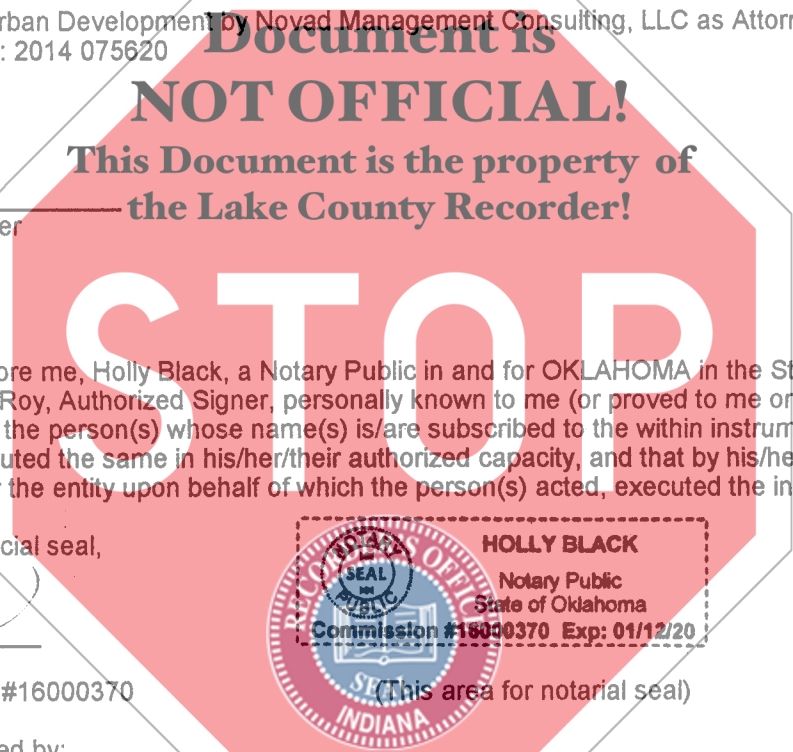 rban Development by Novad Management Consulting, LLC as Attorn
: 2014 075620
Document is
NOT OFFICIAL!
This Document is the property of
the Lake County Recorder!
er
STOP
ore me, Holly Black, a Notary Public in and for OKLAHOMA in the St
Roy, Authorized Signer, personally known to me (or proved to me on
the person(s) whose name(s) is/are subscribed to the within instrum
uted the same in his/her/their authorized capacity, and that by his/he
the entity upon behalf of which the person(s) acted, executed the in
cial seal,
NOTARY
SEAL
PUBLIC
HOLLY BLACK
Notary Public
State of Oklahoma
Commission #16000370 Exp: 01/12/20
RECORDER'S OFFICE
SEAL
INDIANA
#16000370
(This area for notarial seal)
ed by: